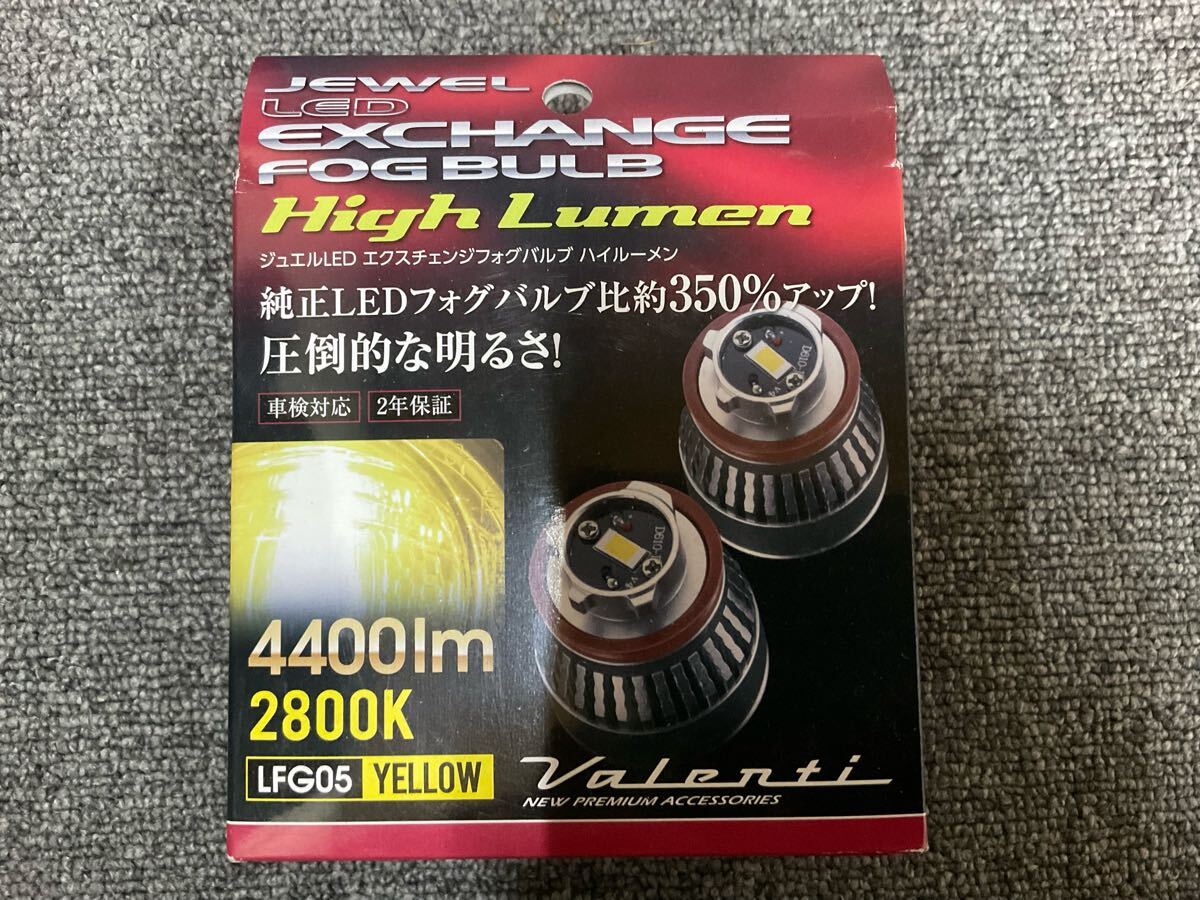 JEWEL
LED
EXCHANGE
FOG BULB
High Lumen
ジュエルLED エクスチェンジフォグバルブ ハイルーメン
純正LEDフォグバルブ比約350%アップ!
圧倒的な明るさ!
車検対応 2年保証
4400lm
2800K
LFG05 YELLOW
Valenti
NEW PREMIUM ACCESSORIES